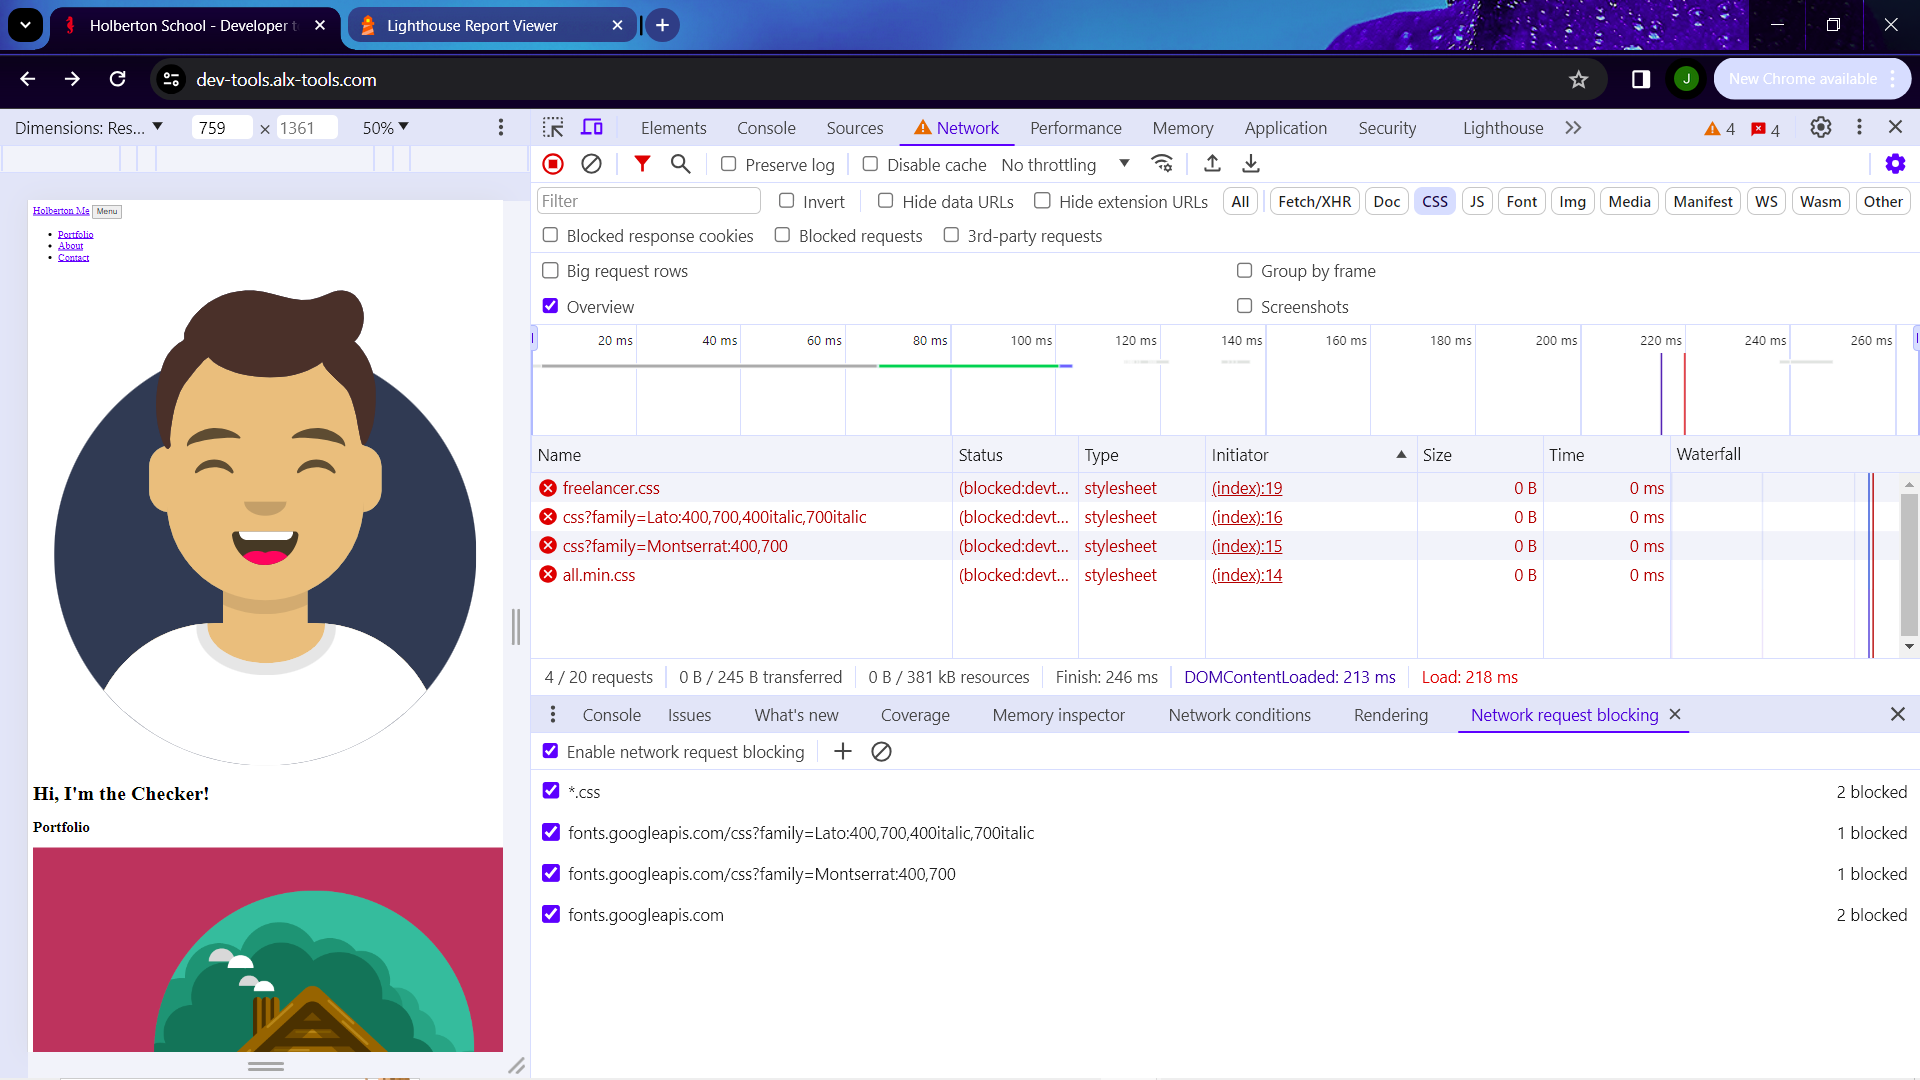 Holberton School - Developer t
Lighthouse Report Viewer
dev-tools.alx-tools.com
J
New Chrome available
Dimensions: Res...
759 × 1361
50%
Elements Console Sources Network Performance Memory Application Security Lighthouse
4 4
Preserve log Disable cache No throttling
Filter Invert Hide data URLs Hide extension URLs All Fetch/XHR Doc CSS JS Font Img Media Manifest WS Wasm Other
Blocked response cookies Blocked requests 3rd-party requests
Big request rows Group by frame
Overview Screenshots
20 ms 40 ms 60 ms 80 ms 100 ms 120 ms 140 ms 160 ms 180 ms 200 ms 220 ms 240 ms 260 ms
Name Status Type Initiator Size Time Waterfall
freelancer.css (blocked:devt... stylesheet (index):19 0 B 0 ms
css?family=Lato:400,700,400italic,700italic (blocked:devt... stylesheet (index):16 0 B 0 ms
css?family=Montserrat:400,700 (blocked:devt... stylesheet (index):15 0 B 0 ms
all.min.css (blocked:devt... stylesheet (index):14 0 B 0 ms
4 / 20 requests 0 B / 245 B transferred 0 B / 381 kB resources Finish: 246 ms DOMContentLoaded: 213 ms Load: 218 ms
Console Issues What's new Coverage Memory inspector Network conditions Rendering Network request blocking
Enable network request blocking
*.css 2 blocked
fonts.googleapis.com/css?family=Lato:400,700,400italic,700italic 1 blocked
fonts.googleapis.com/css?family=Montserrat:400,700 1 blocked
fonts.googleapis.com 2 blocked
Holberton Me Menu
Portfolio
About
Contact
Hi, I'm the Checker!
Portfolio